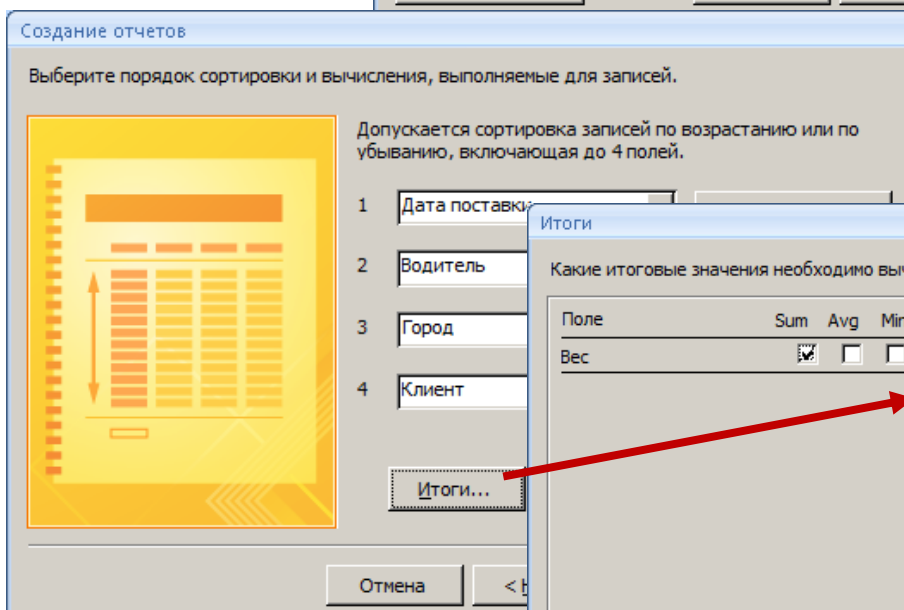 Создание отчетов
Выберите порядок сортировки и вычисления, выполняемые для записей.
Допускается сортировка записей по возрастанию или по
убыванию, включающая до 4 полей.
1 Дата поставки
2 Водитель
3 Город
4 Клиент
Итоги...
Отмена <
Итоги
Какие итоговые значения необходимо
Поле Sum Avg Min
Вес